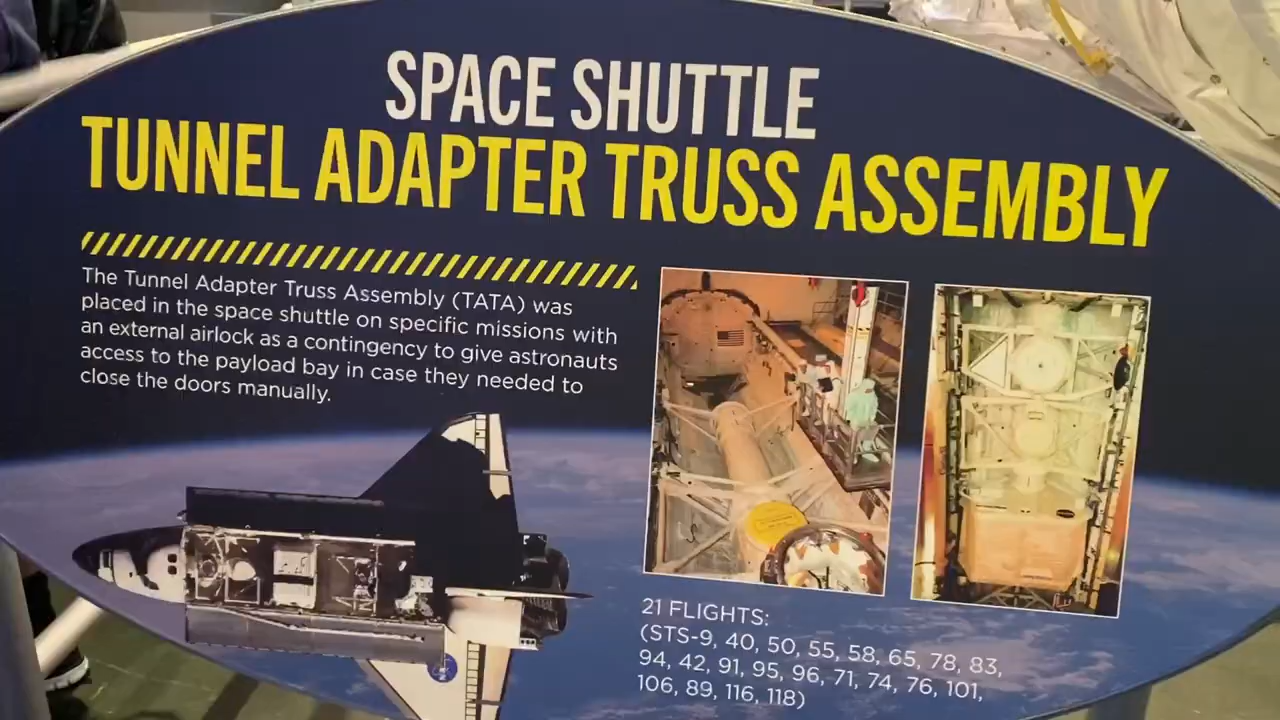 SPACE SHUTTLE
TUNNEL ADAPTER TRUSS ASSEMBLY
The Tunnel Adapter Truss Assembly (TATA) was
placed in the space shuttle on specific missions with
an external airlock as a contingency to give astronauts
access to the payload bay in case they needed to
close the doors manually.
21 FLIGHTS:
(STS-9, 40, 50, 55, 58, 65, 78, 83,
94, 42, 91, 95, 96, 71, 74, 76, 101,
106, 89, 116, 118)